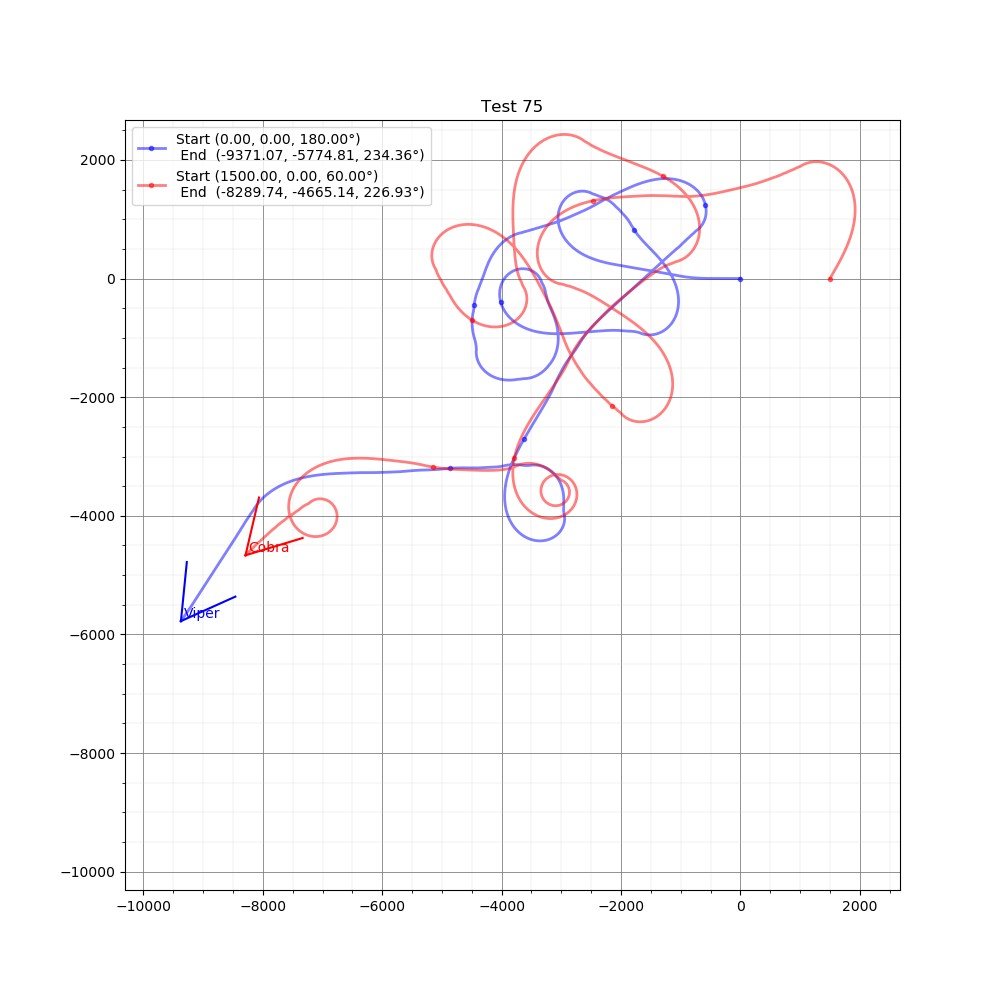 Test 75
Start (0.00, 0.00, 180.00°)
End (-9371.07, -5774.81, 234.36°)
Start (1500.00, 0.00, 60.00°)
End (-8289.74, -4665.14, 226.93°)
2000
0
−2000
−4000
−6000
−8000
−10000
Cobra
Viper
−10000 −8000 −6000 −4000 −2000 0 2000